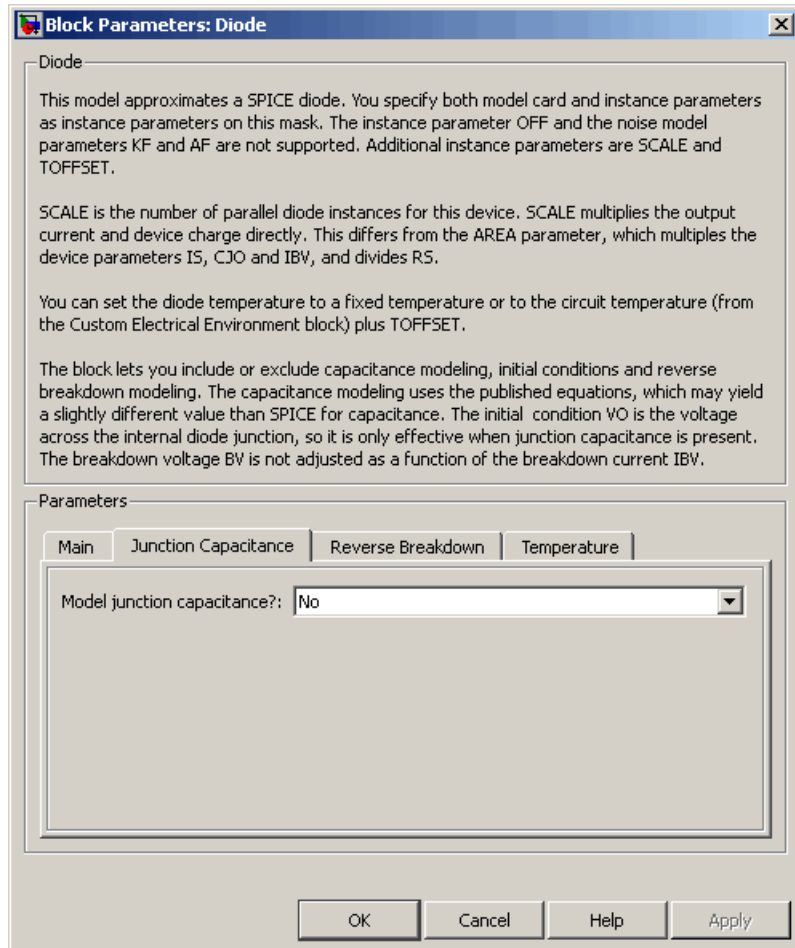 Block Parameters: Diode
Diode
This model approximates a SPICE diode. You specify both model card and instance parameters
as instance parameters on this mask. The instance parameter OFF and the noise model
parameters KF and AF are not supported. Additional instance parameters are SCALE and
TOFFSET.
SCALE is the number of parallel diode instances for this device. SCALE multiplies the output
current and device charge directly. This differs from the AREA parameter, which multiples the
device parameters IS, CJO and IBV, and divides RS.
You can set the diode temperature to a fixed temperature or to the circuit temperature (from
the Custom Electrical Environment block) plus TOFFSET.
The block lets you include or exclude capacitance modeling, initial conditions and reverse
breakdown modeling. The capacitance modeling uses the published equations, which may yield
a slightly different value than SPICE for capacitance. The initial condition VO is the voltage
across the internal diode junction, so it is only effective when junction capacitance is present.
The breakdown voltage BV is not adjusted as a function of the breakdown current IBV.
Parameters
Main Junction Capacitance Reverse Breakdown Temperature
Model junction capacitance?: No
OK Cancel Help Apply